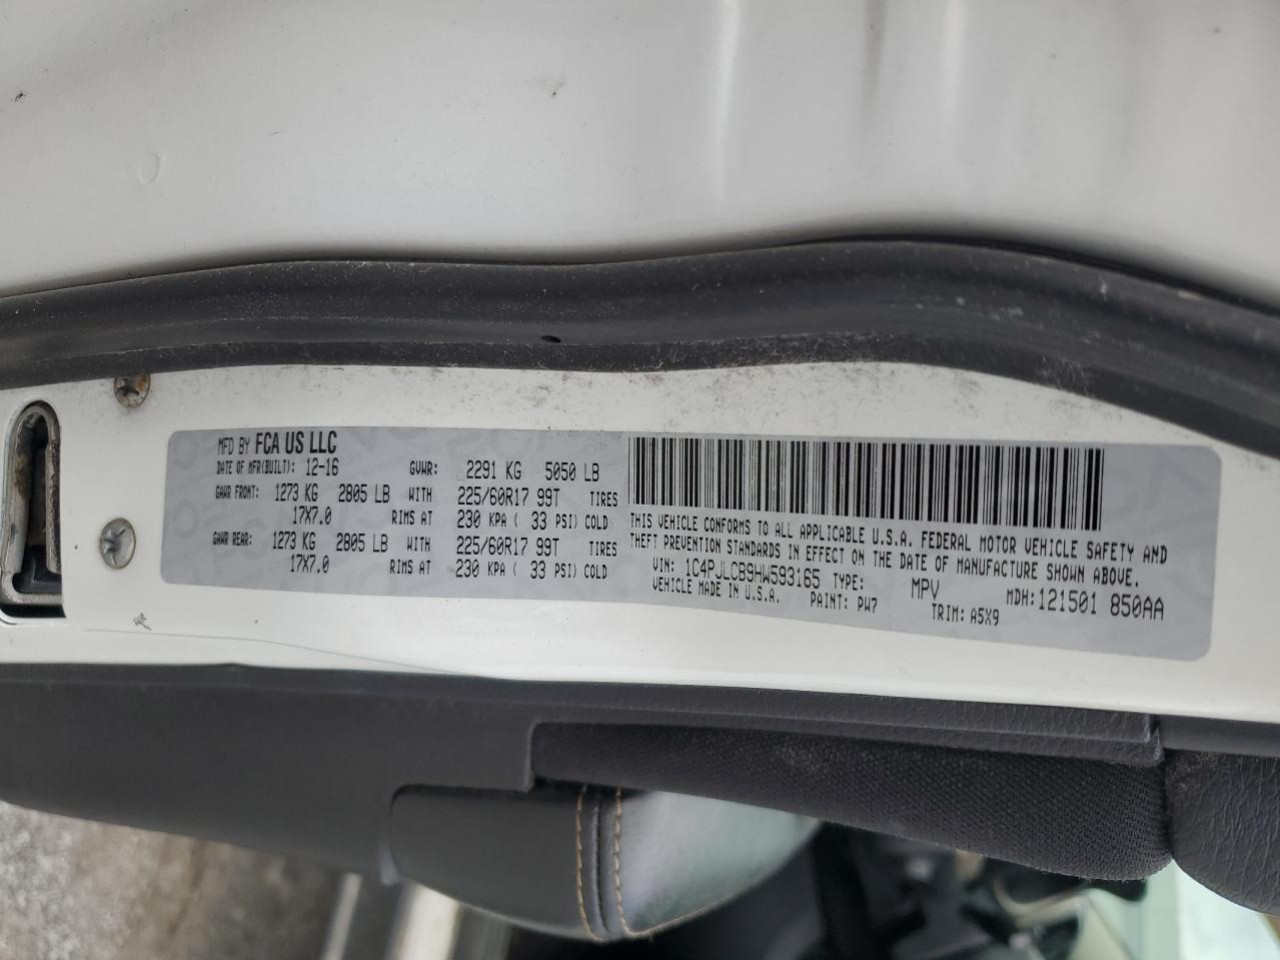 MFD BY FCA US LLC
DATE OF MFR(BUILT): 12-16 GVWR: 2291 KG 5050 LB
GAWR FRONT: 1273 KG 2805 LB WITH 225/60R17 99T TIRES
17X7.0 RIMS AT 230 KPA ( 33 PSI) COLD
GAWR REAR: 1273 KG 2805 LB WITH 225/60R17 99T TIRES
17X7.0 RIMS AT 230 KPA ( 33 PSI) COLD
THIS VEHICLE CONFORMS TO ALL APPLICABLE U.S.A. FEDERAL MOTOR VEHICLE SAFETY AND
THEFT PREVENTION STANDARDS IN EFFECT ON THE DATE OF MANUFACTURE SHOWN ABOVE.
VIN: 1C4PJLCB9HW593165 TYPE: MPV MDH: 121501 850AA
VEHICLE MADE IN U.S.A. PAINT: PW7 TRIM: A5X9